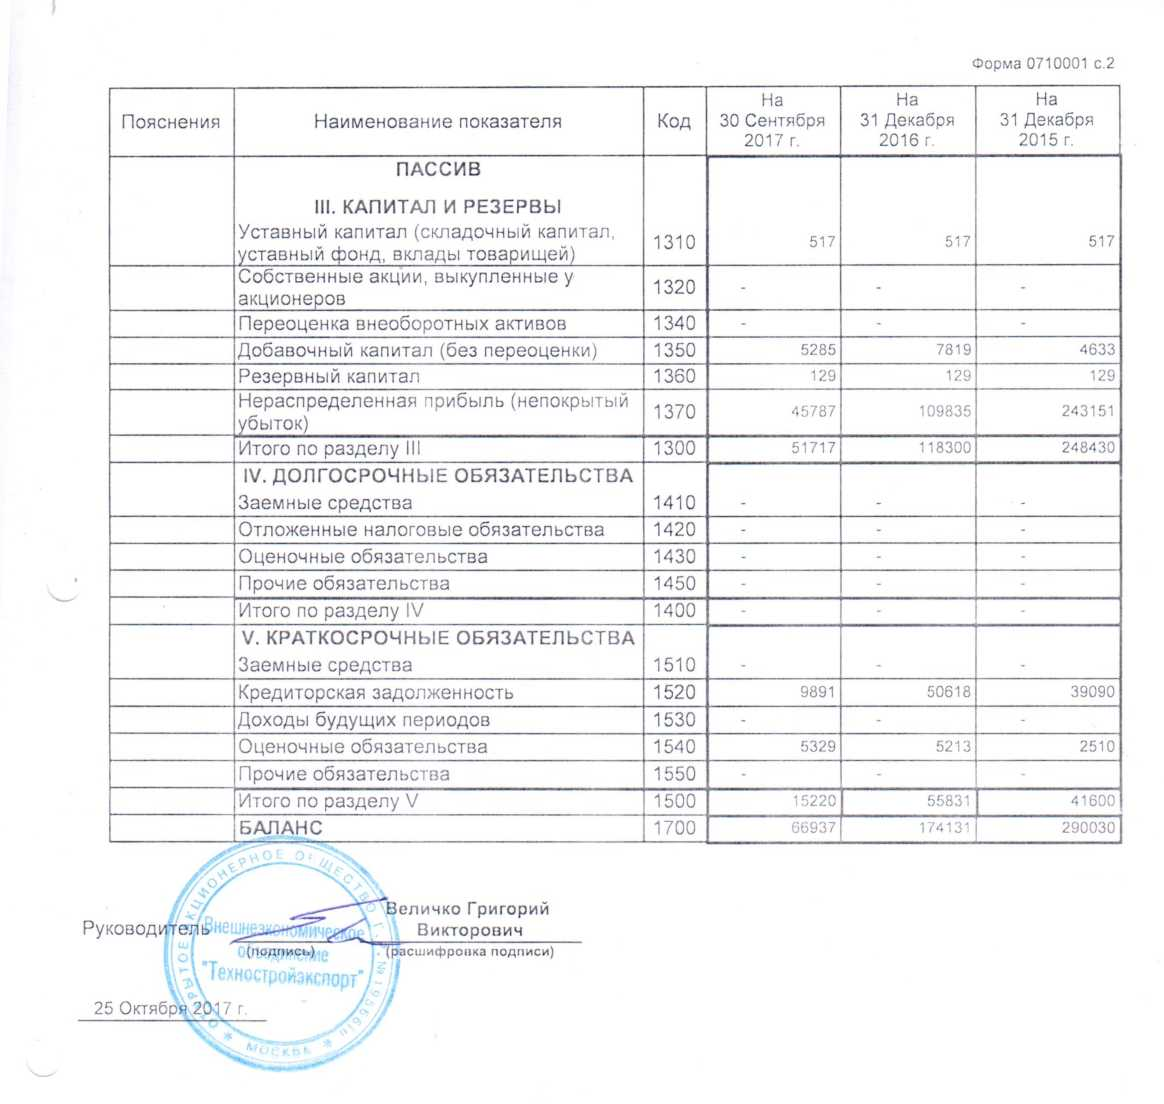 Форма 0710001 с.2
Пояснения Наименование показателя Код На 30 Сентября 2017 г. На 31 Декабря 2016 г. На 31 Декабря 2015 г.
ПАССИВ
III. КАПИТАЛ И РЕЗЕРВЫ
Уставный капитал (складочный капитал,
уставный фонд, вклады товарищей) 1310 517 517 517
Собственные акции, выкупленные у
акционеров 1320 - - -
Переоценка внеоборотных активов 1340 - - -
Добавочный капитал (без переоценки) 1350 5285 7819 4633
Резервный капитал 1360 129 129 129
Нераспределенная прибыль (непокрытый
убыток) 1370 45787 109835 243151
Итого по разделу III 1300 51717 118300 248430
IV. ДОЛГОСРОЧНЫЕ ОБЯЗАТЕЛЬСТВА
Заемные средства 1410 - - -
Отложенные налоговые обязательства 1420 - - -
Оценочные обязательства 1430 - - -
Прочие обязательства 1450 - - -
Итого по разделу IV 1400 - - -
V. КРАТКОСРОЧНЫЕ ОБЯЗАТЕЛЬСТВА
Заемные средства 1510 - - -
Кредиторская задолженность 1520 9891 50618 39090
Доходы будущих периодов 1530 - - -
Оценочные обязательства 1540 5329 5213 2510
Прочие обязательства 1550 - - -
Итого по разделу V 1500 15220 55831 41600
БАЛАНС 1700 66937 174131 290030
Руководитель
Величко Григорий
Викторович
(подпись) (расшифровка подписи)
25 Октября 2017 г.
ОТКРЫТОЕ АКЦИОНЕРНОЕ ОБЩЕСТВО
Внешнеэкономическое
объединение
"Техностройэкспорт"
* МОСКВА *